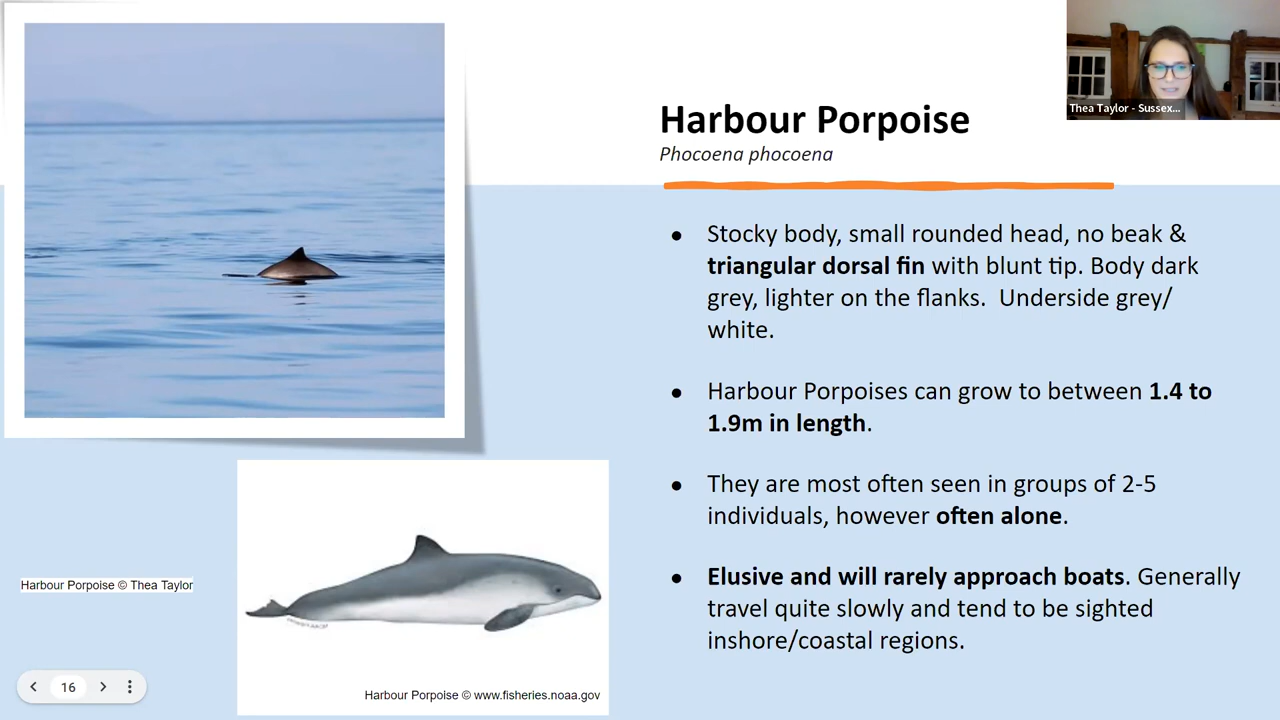 Thea Taylor - Sussex...
Harbour Porpoise
Phocoena phocoena
● Stocky body, small rounded head, no beak &
triangular dorsal fin with blunt tip. Body dark
grey, lighter on the flanks.  Underside grey/
white.
● Harbour Porpoises can grow to between 1.4 to
1.9m in length.
● They are most often seen in groups of 2-5
individuals, however often alone.
● Elusive and will rarely approach boats. Generally
travel quite slowly and tend to be sighted
inshore/coastal regions.
Harbour Porpoise © Thea Taylor
Harbour Porpoise © www.fisheries.noaa.gov
16